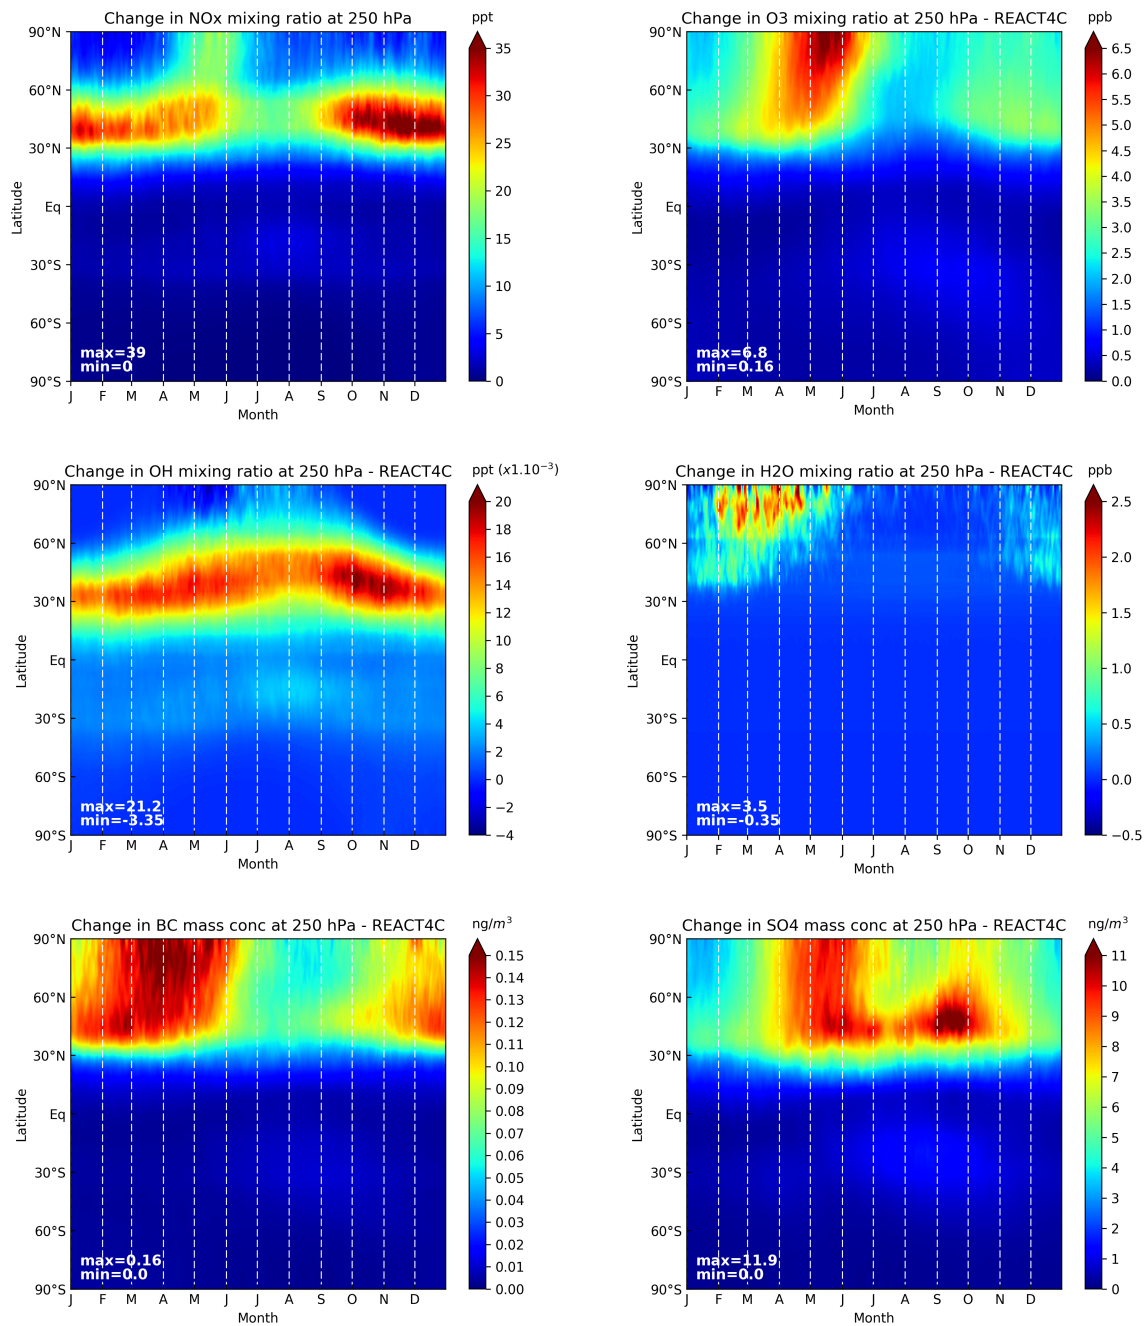 Change in NOx mixing ratio at 250 hPa
ppt
90°N
60°N
30°N
Eq
30°S
60°S
90°S
Latitude
max=39
min=0
J F M A M J J A S O N D
Month
35
30
25
20
15
10
5
0
Change in O3 mixing ratio at 250 hPa - REACT4C
ppb
90°N
60°N
30°N
Eq
30°S
60°S
90°S
Latitude
max=6.8
min=0.16
J F M A M J J A S O N D
Month
6.5
6.0
5.5
5.0
4.5
4.0
3.5
3.0
2.5
2.0
1.5
1.0
0.5
0.0
Change in OH mixing ratio at 250 hPa - REACT4C
ppt (x1.10⁻³)
90°N
60°N
30°N
Eq
30°S
60°S
90°S
Latitude
max=21.2
min=-3.35
J F M A M J J A S O N D
Month
20
18
16
14
12
10
8
6
4
2
0
−2
−4
Change in H2O mixing ratio at 250 hPa - REACT4C
ppb
90°N
60°N
30°N
Eq
30°S
60°S
90°S
Latitude
max=3.5
min=-0.35
J F M A M J J A S O N D
Month
2.5
2.0
1.5
1.0
0.5
0.0
−0.5
Change in BC mass conc at 250 hPa - REACT4C
ng/m³
90°N
60°N
30°N
Eq
30°S
60°S
90°S
Latitude
max=0.16
min=0.0
J F M A M J J A S O N D
Month
0.15
0.14
0.13
0.12
0.11
0.10
0.09
0.08
0.07
0.06
0.05
0.04
0.03
0.02
0.01
0.00
Change in SO4 mass conc at 250 hPa - REACT4C
ng/m³
90°N
60°N
30°N
Eq
30°S
60°S
90°S
Latitude
max=11.9
min=0.0
J F M A M J J A S O N D
Month
11
10
9
8
7
6
5
4
3
2
1
0